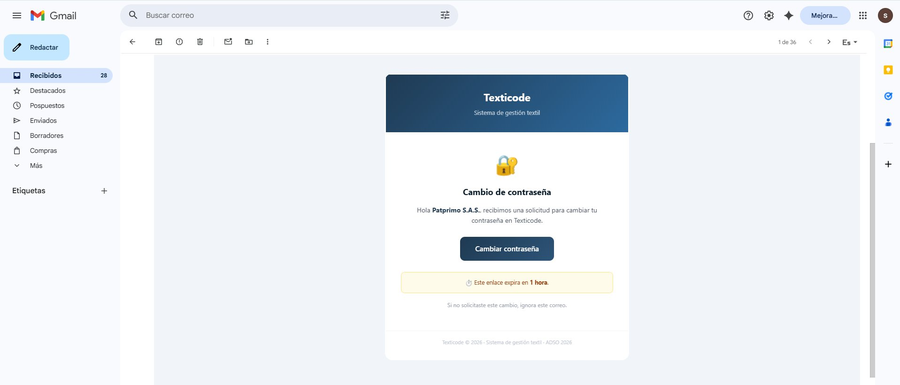 Gmail
Buscar correo
Mejora...
S
Redactar
1 de 36
Es
Recibidos 28
Destacados
Pospuestos
Enviados
Borradores
Compras
Más
Etiquetas
Texticode
Sistema de gestión textil
Cambio de contraseña
Hola Patprimo S.A.S., recibimos una solicitud para cambiar tu
contraseña en Texticode.
Cambiar contraseña
Este enlace expira en 1 hora.
Si no solicitaste este cambio, ignora este correo.
Texticode © 2026 - Sistema de gestión textil - ADSO 2026